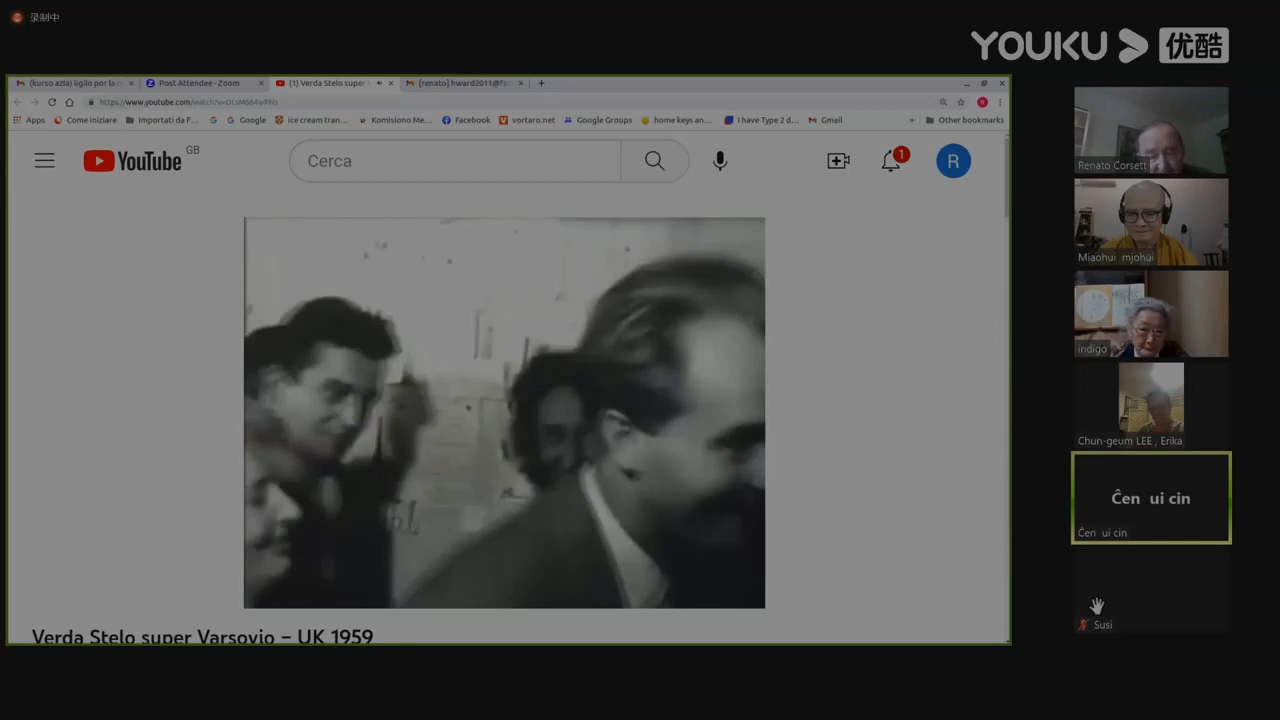 录制中
YOUKU 优酷
(kurso azia) ligilo por la r
Post Attendee - Zoom
(1) Verda Stelo super
[renato].hward2011@
Apps
Come iniziare
Importati da F...
Google
ice cream tran...
Komisiono Me...
Facebook
vortaro.net
Google Groups
home keys an...
I have Type 2 d...
Gmail
Other bookmarks
YouTube GB
Cerca
1
R
Verda Stelo super Varsovio – UK 1959
Renato Corsett
Miaohui mjohui
indigo
Chun-geum LEE , Erika
Ĉen ui cin
Ĉen ui cin
Susi